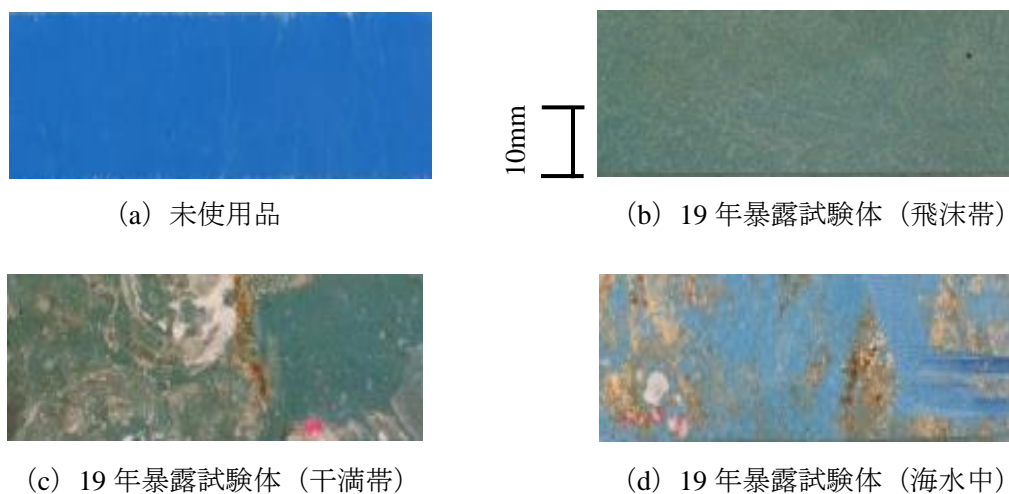 (a) 未使用品
10mm
(b) 19 年暴露試験体（飛沫帯）
(c) 19 年暴露試験体（干満帯）
(d) 19 年暴露試験体（海水中）